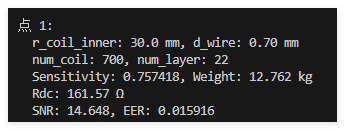 点 1:
r_coil_inner: 30.0 mm, d_wire: 0.70 mm
num_coil: 700, num_layer: 22
Sensitivity: 0.757418, Weight: 12.762 kg
Rdc: 161.57 Ω
SNR: 14.648, EER: 0.015916